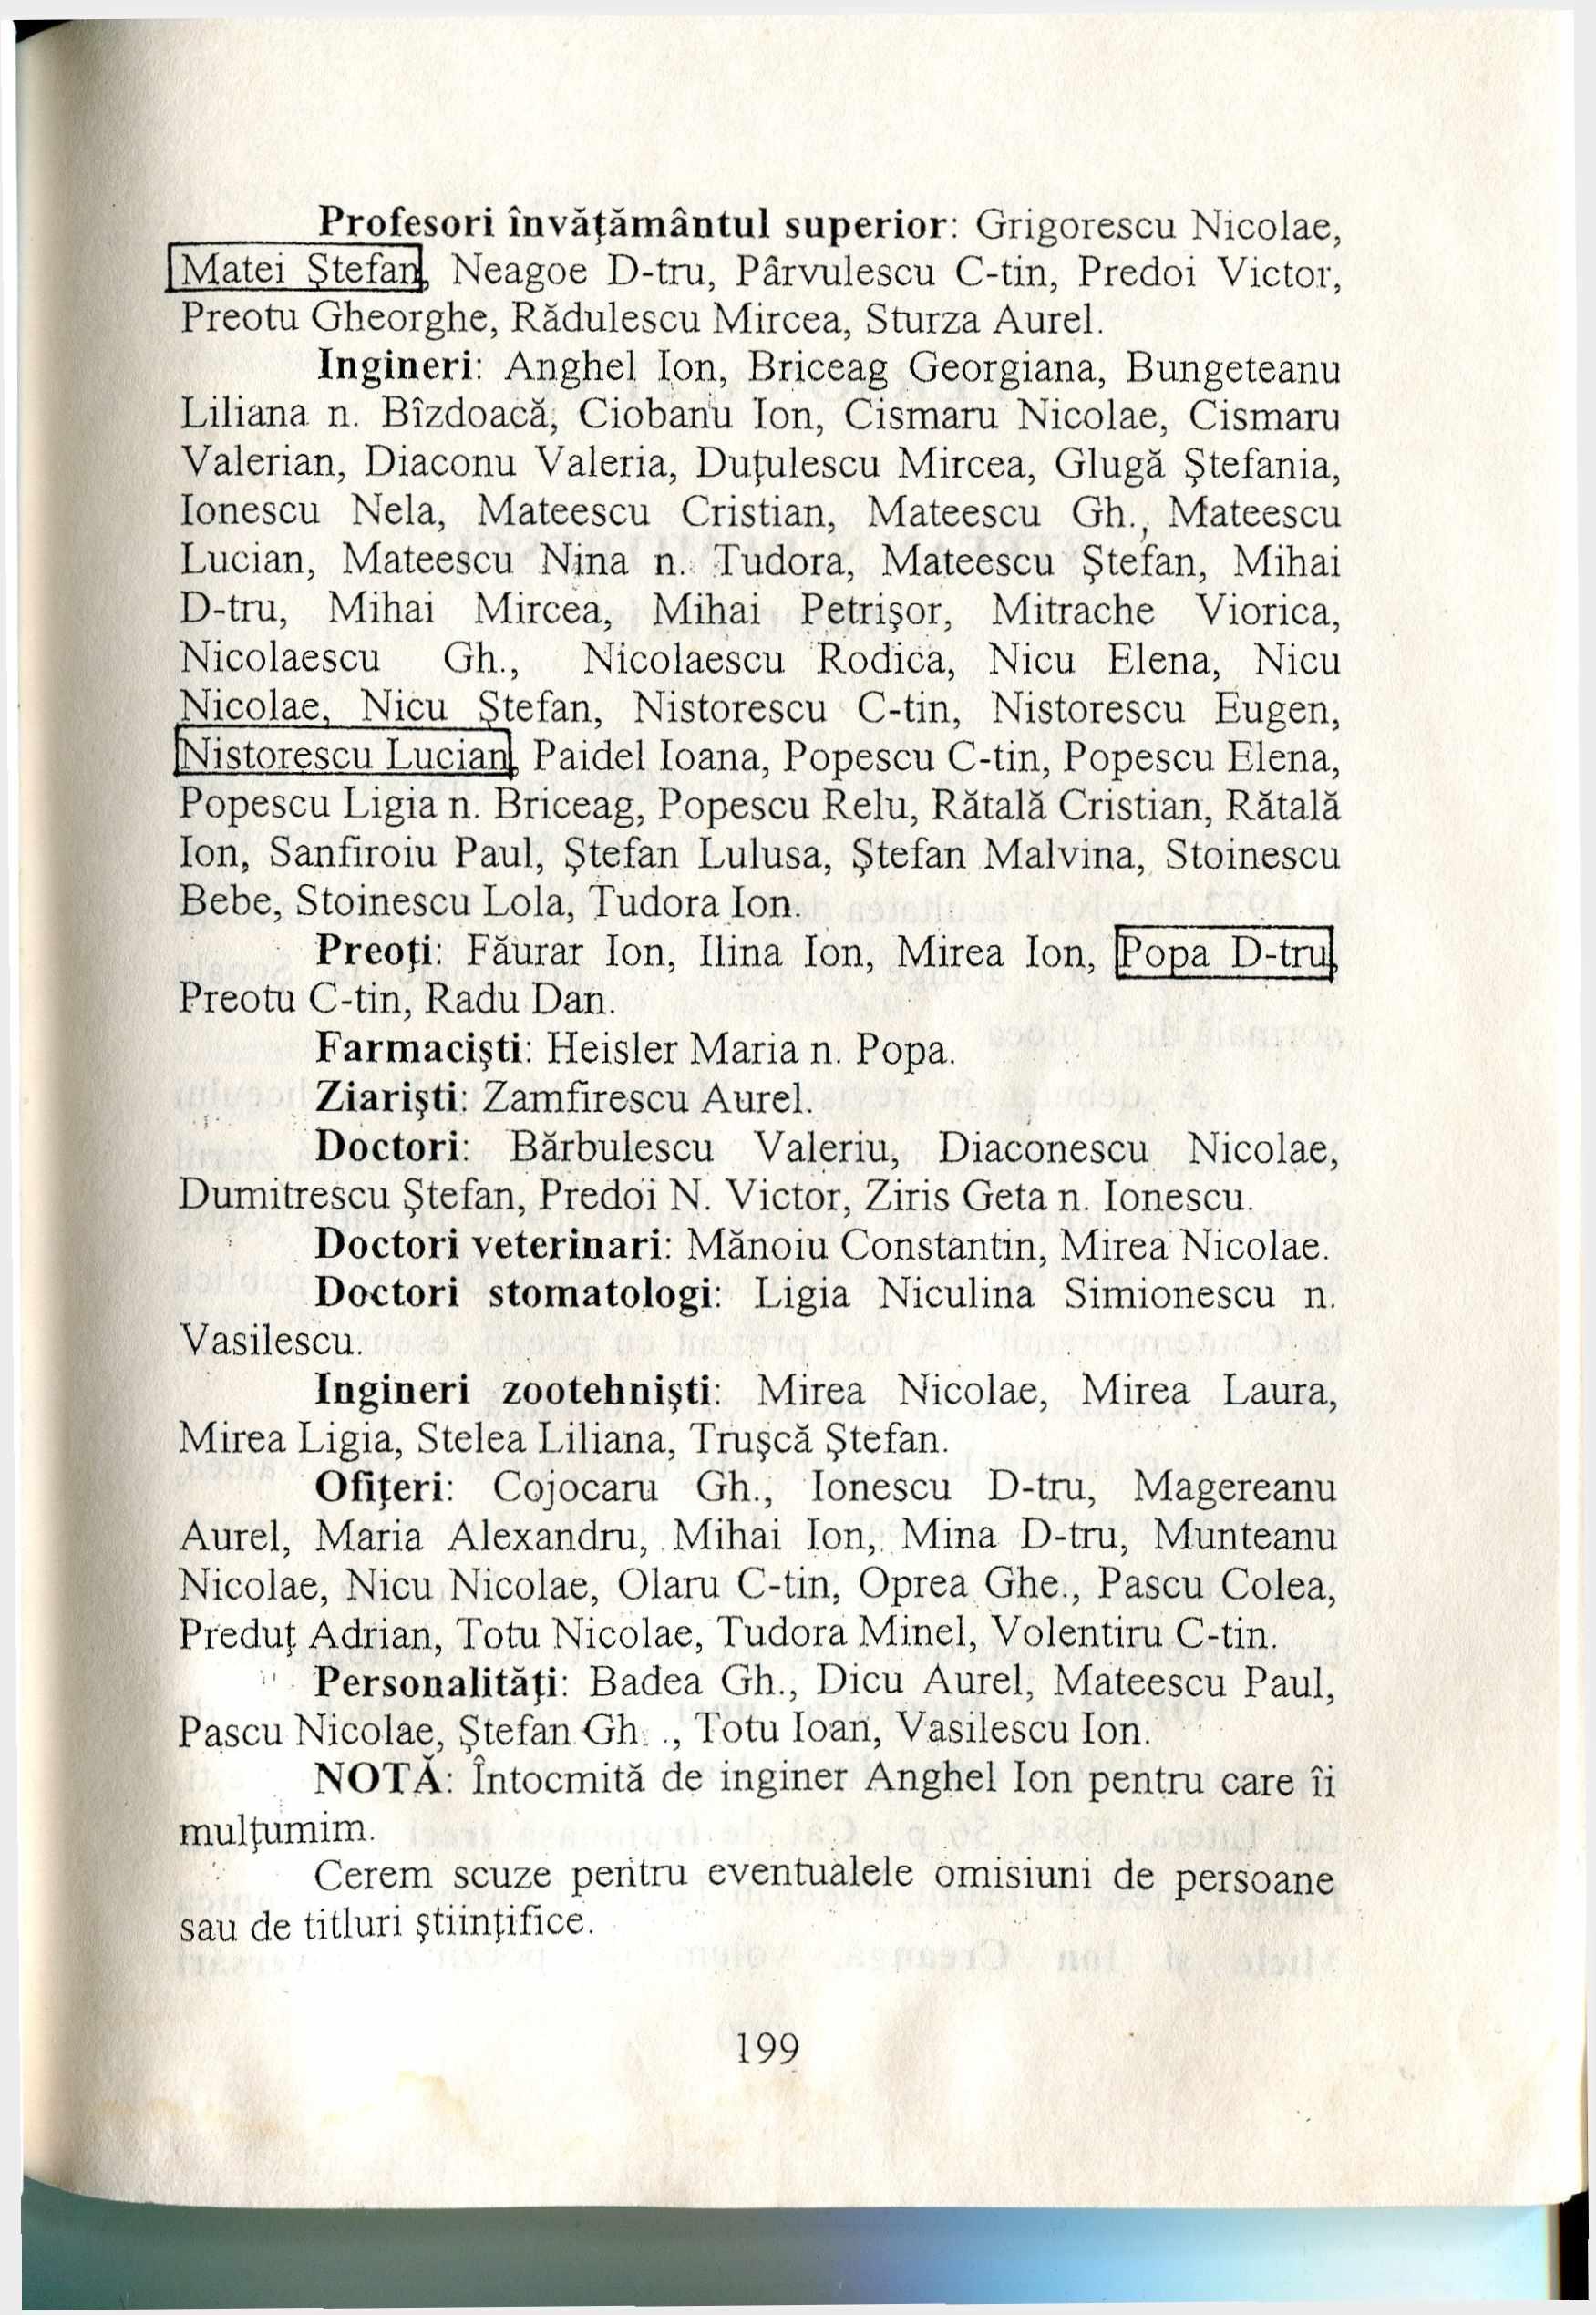 Profesori învăţământul superior: Grigorescu Nicolae,
Matei Ştefan, Neagoe D-tru, Pârvulescu C-tin, Predoi Victor,
Preotu Gheorghe, Rădulescu Mircea, Sturza Aurel.
Ingineri: Anghel Ion, Briceag Georgiana, Bungeteanu
Liliana n. Bîzdoacă, Ciobanu Ion, Cismaru Nicolae, Cismaru
Valerian, Diaconu Valeria, Duţulescu Mircea, Glugă Ştefania,
Ionescu Nela, Mateescu Cristian, Mateescu Gh., Mateescu
Lucian, Mateescu Nina n. Tudora, Mateescu Ştefan, Mihai
D-tru, Mihai Mircea, Mihai Petrişor, Mitrache Viorica,
Nicolaescu Gh., Nicolaescu Rodica, Nicu Elena, Nicu
Nicolae, Nicu Ştefan, Nistorescu C-tin, Nistorescu Eugen,
Nistorescu Lucian, Paidel Ioana, Popescu C-tin, Popescu Elena,
Popescu Ligia n. Briceag, Popescu Relu, Rătală Cristian, Rătală
Ion, Sanfiroiu Paul, Ştefan Lulusa, Ştefan Malvina, Stoinescu
Bebe, Stoinescu Lola, Tudora Ion.
Preoţi: Făurar Ion, Ilina Ion, Mirea Ion, Popa D-tru,
Preotu C-tin, Radu Dan.
Farmacişti: Heisler Maria n. Popa.
Ziarişti: Zamfirescu Aurel.
Doctori: Bărbulescu Valeriu, Diaconescu Nicolae,
Dumitrescu Ştefan, Predoi N. Victor, Ziris Geta n. Ionescu.
Doctori veterinari: Mănoiu Constantin, Mirea Nicolae.
Doctori stomatologi: Ligia Niculina Simionescu n.
Vasilescu.
Ingineri zootehnişti: Mirea Nicolae, Mirea Laura,
Mirea Ligia, Stelea Liliana, Truşcă Ştefan.
Ofiţeri: Cojocaru Gh., Ionescu D-tru, Magereanu
Aurel, Maria Alexandru, Mihai Ion, Mina D-tru, Munteanu
Nicolae, Nicu Nicolae, Olaru C-tin, Oprea Ghe., Pascu Colea,
Preduţ Adrian, Totu Nicolae, Tudora Minel, Volentiru C-tin.
Personalităţi: Badea Gh., Dicu Aurel, Mateescu Paul,
Pascu Nicolae, Ştefan Gh. ., Totu Ioan, Vasilescu Ion.
NOTĂ: Întocmită de inginer Anghel Ion pentru care îi
mulţumim.
Cerem scuze pentru eventualele omisiuni de persoane
sau de titluri ştiinţifice.
199